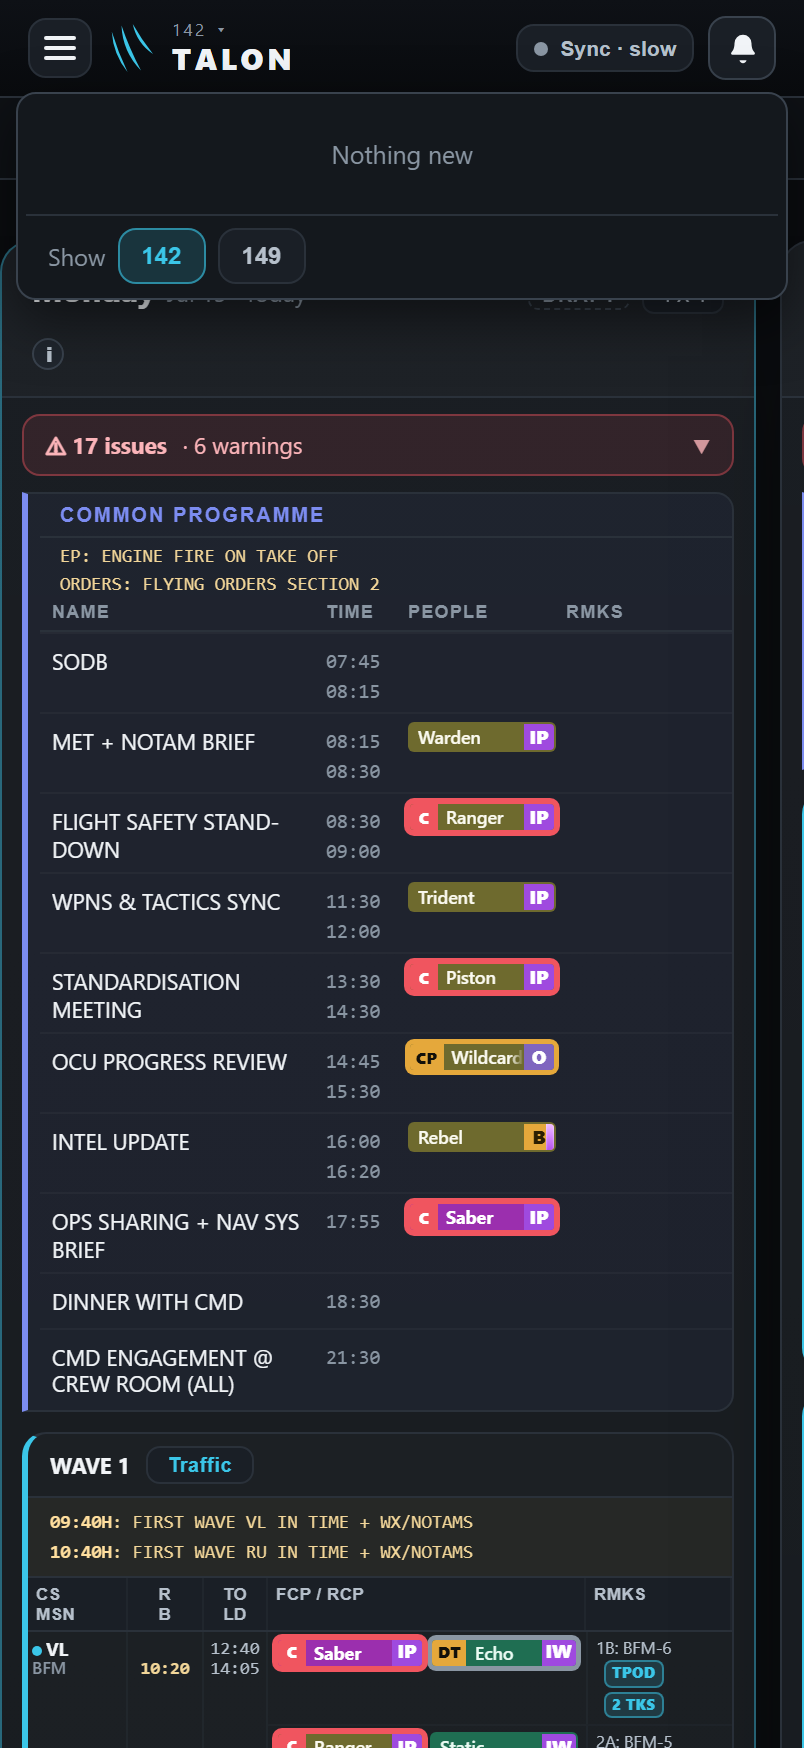 142 ▾
TALON
Sync · slow
Nothing new
Show 142 149
i
⚠ 17 issues · 6 warnings ▼
COMMON PROGRAMME
EP: ENGINE FIRE ON TAKE OFF
ORDERS: FLYING ORDERS SECTION 2
NAME TIME PEOPLE RMKS
SODB 07:45
08:15
MET + NOTAM BRIEF 08:15 Warden IP
08:30
FLIGHT SAFETY STAND- 08:30 C Ranger IP
DOWN 09:00
WPNS & TACTICS SYNC 11:30 Trident IP
12:00
STANDARDISATION 13:30 C Piston IP
MEETING 14:30
OCU PROGRESS REVIEW 14:45 CP Wildcard O
15:30
INTEL UPDATE 16:00 Rebel B
16:20
OPS SHARING + NAV SYS 17:55 C Saber IP
BRIEF
DINNER WITH CMD 18:30
CMD ENGAGEMENT @ 21:30
CREW ROOM (ALL)
WAVE 1 Traffic
09:40H: FIRST WAVE VL IN TIME + WX/NOTAMS
10:40H: FIRST WAVE RU IN TIME + WX/NOTAMS
CS R TO FCP / RCP RMKS
MSN B LD
VL 12:40 C Saber IP DT Echo IW 1B: BFM-6
BFM 10:20 14:05 TPOD
2 TKS
C Ranger IP Static IW 2A: BFM-5